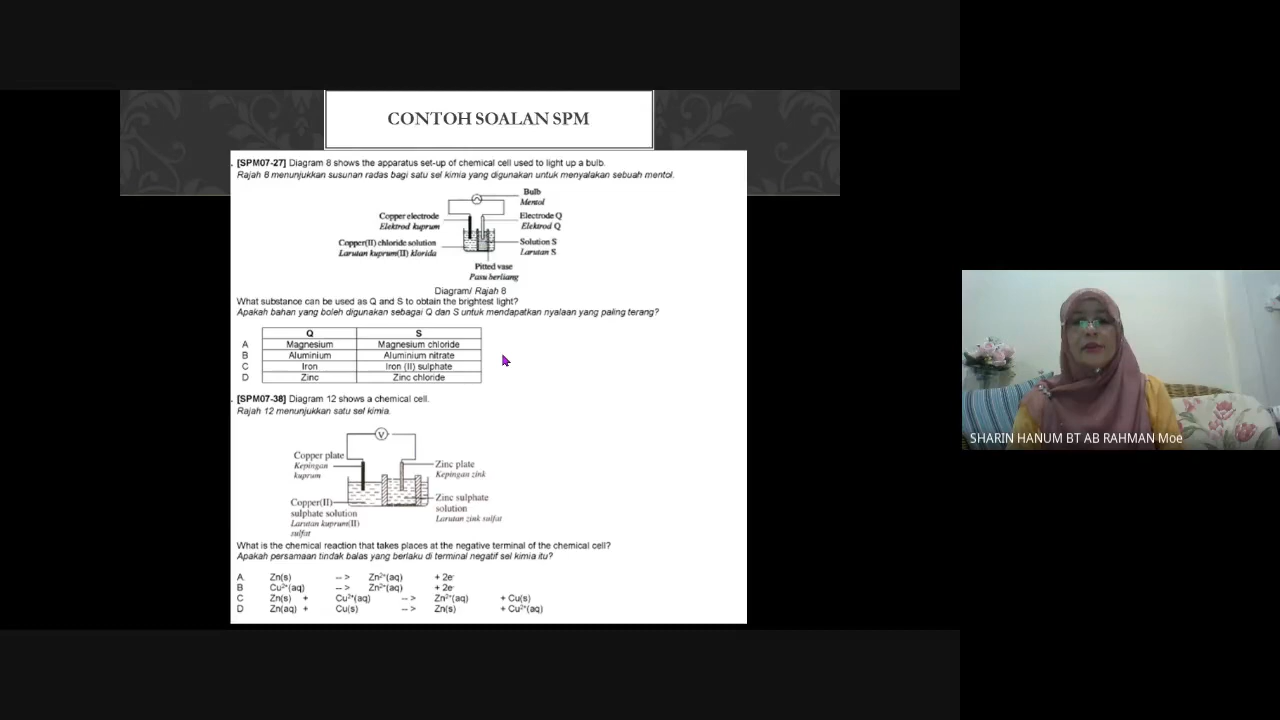 CONTOH SOALAN SPM
. [SPM07-27] Diagram 8 shows the apparatus set-up of chemical cell used to light up a bulb.
Rajah 8 menunjukkan susunan radas bagi satu sel kimia yang digunakan untuk menyalakan sebuah mentol.
Bulb
Mentol
Copper electrode
Elektrod kuprum
Electrode Q
Elektrod Q
Copper(II) chloride solution
Larutan kuprum(II) klorida
Solution S
Larutan S
Pitted vase
Pasu berliang
Diagram/ Rajah 8
What substance can be used as Q and S to obtain the brightest light?
Apakah bahan yang boleh digunakan sebagai Q dan S untuk mendapatkan nyalaan yang paling terang?
Q S
A Magnesium Magnesium chloride
B Aluminium Aluminium nitrate
C Iron Iron (II) sulphate
D Zinc Zinc chloride
. [SPM07-38] Diagram 12 shows a chemical cell.
Rajah 12 menunjukkan satu sel kimia.
V
Copper plate
Kepingan
kuprum
Zinc plate
Kepingan zink
Copper(II)
sulphate solution
Larutan kuprum(II)
sulfat
Zinc sulphate
solution
Larutan zink sulfat
What is the chemical reaction that takes places at the negative terminal of the chemical cell?
Apakah persamaan tindak balas yang berlaku di terminal negatif sel kimia itu?
A. Zn(s) -- > Zn²⁺(aq) + 2e⁻
B Cu²⁺(aq) -- > Zn²⁺(aq) + 2e⁻
C Zn(s) + Cu²⁺(aq) -- > Zn²⁺(aq) + Cu(s)
D Zn(aq) + Cu(s) -- > Zn(s) + Cu²⁺(aq)
SHARIN HANUM BT AB RAHMAN Moe